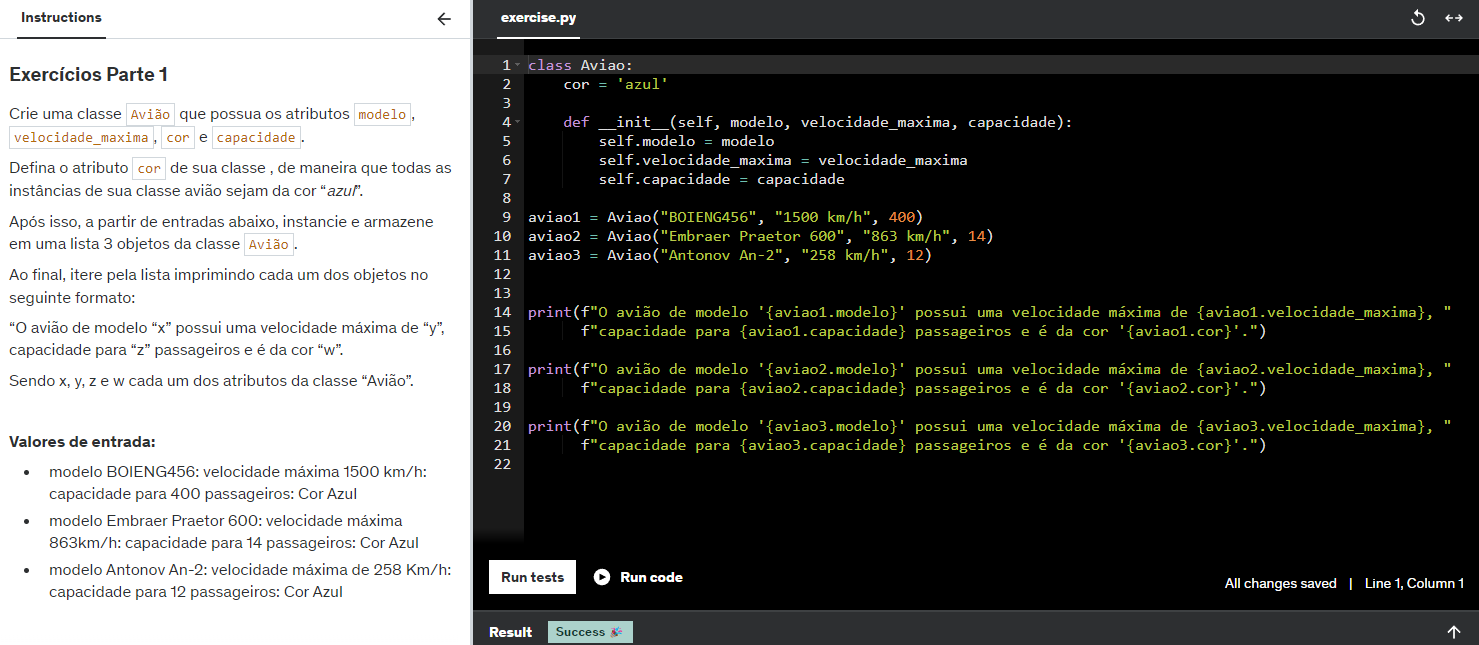 Instructions
Exercícios Parte 1
Crie uma classe Avião que possua os atributos modelo,
velocidade_maxima, cor e capacidade.
Defina o atributo cor de sua classe , de maneira que todas as
instâncias de sua classe avião sejam da cor “azul”.
Após isso, a partir de entradas abaixo, instancie e armazene
em uma lista 3 objetos da classe Avião.
Ao final, itere pela lista imprimindo cada um dos objetos no
seguinte formato:
“O avião de modelo “x” possui uma velocidade máxima de “y”,
capacidade para “z” passageiros e é da cor “w”.
Sendo x, y, z e w cada um dos atributos da classe “Avião”.
Valores de entrada:
• modelo BOIENG456: velocidade máxima 1500 km/h:
capacidade para 400 passageiros: Cor Azul
• modelo Embraer Praetor 600: velocidade máxima
863km/h: capacidade para 14 passageiros: Cor Azul
• modelo Antonov An-2: velocidade máxima de 258 Km/h:
capacidade para 12 passageiros: Cor Azul
exercise.py
1 class Aviao:
2     cor = 'azul'
3
4     def __init__(self, modelo, velocidade_maxima, capacidade):
5         self.modelo = modelo
6         self.velocidade_maxima = velocidade_maxima
7         self.capacidade = capacidade
8
9 aviao1 = Aviao("BOIENG456", "1500 km/h", 400)
10 aviao2 = Aviao("Embraer Praetor 600", "863 km/h", 14)
11 aviao3 = Aviao("Antonov An-2", "258 km/h", 12)
12
13
14 print(f"O avião de modelo '{aviao1.modelo}' possui uma velocidade máxima de {aviao1.velocidade_maxima}, "
15       f"capacidade para {aviao1.capacidade} passageiros e é da cor '{aviao1.cor}'.")
16
17 print(f"O avião de modelo '{aviao2.modelo}' possui uma velocidade máxima de {aviao2.velocidade_maxima}, "
18       f"capacidade para {aviao2.capacidade} passageiros e é da cor '{aviao2.cor}'.")
19
20 print(f"O avião de modelo '{aviao3.modelo}' possui uma velocidade máxima de {aviao3.velocidade_maxima}, "
21       f"capacidade para {aviao3.capacidade} passageiros e é da cor '{aviao3.cor}'.")
22
Run tests Run code
All changes saved | Line 1, Column 1
Result Success 🎉